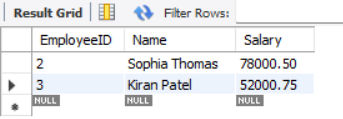 Result Grid Filter Rows:
EmployeeID Name Salary
2 Sophia Thomas 78000.50
3 Kiran Patel 52000.75
NULL NULL NULL